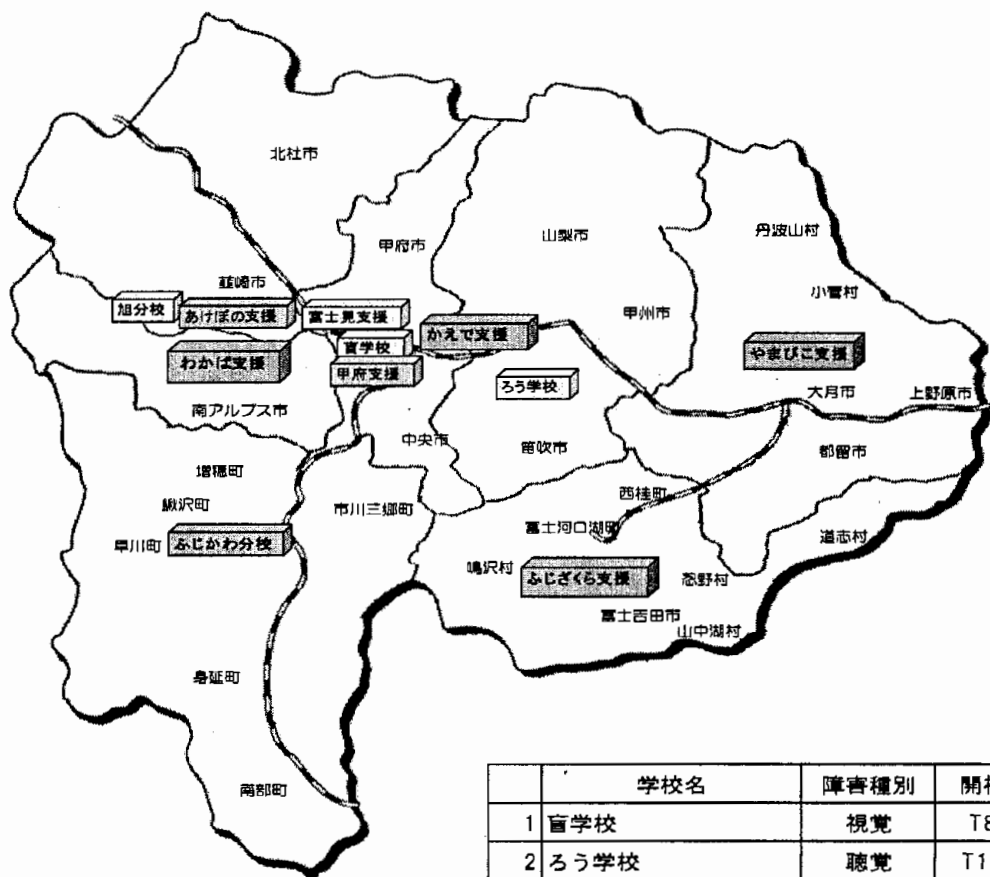 北杜市
甲府市
山梨市
丹波山村
小菅村
韮崎市
甲州市
旭分校
あけぼの支援
富士見支援
かえで支援
盲学校
やまびこ支援
わかば支援
甲府支援
ろう学校
大月市
上野原市
南アルプス市
中央市
笛吹市
都留市
増穂町
西桂町
鰍沢町
市川三郷町
富士河口湖町
道志村
早川町
ふじかわ分校
鳴沢村
ふじざくら支援
忍野村
富士吉田市
山中湖村
身延町
南部町
学校名 障害種別
1 盲学校 視覚
2 ろう学校 聴覚